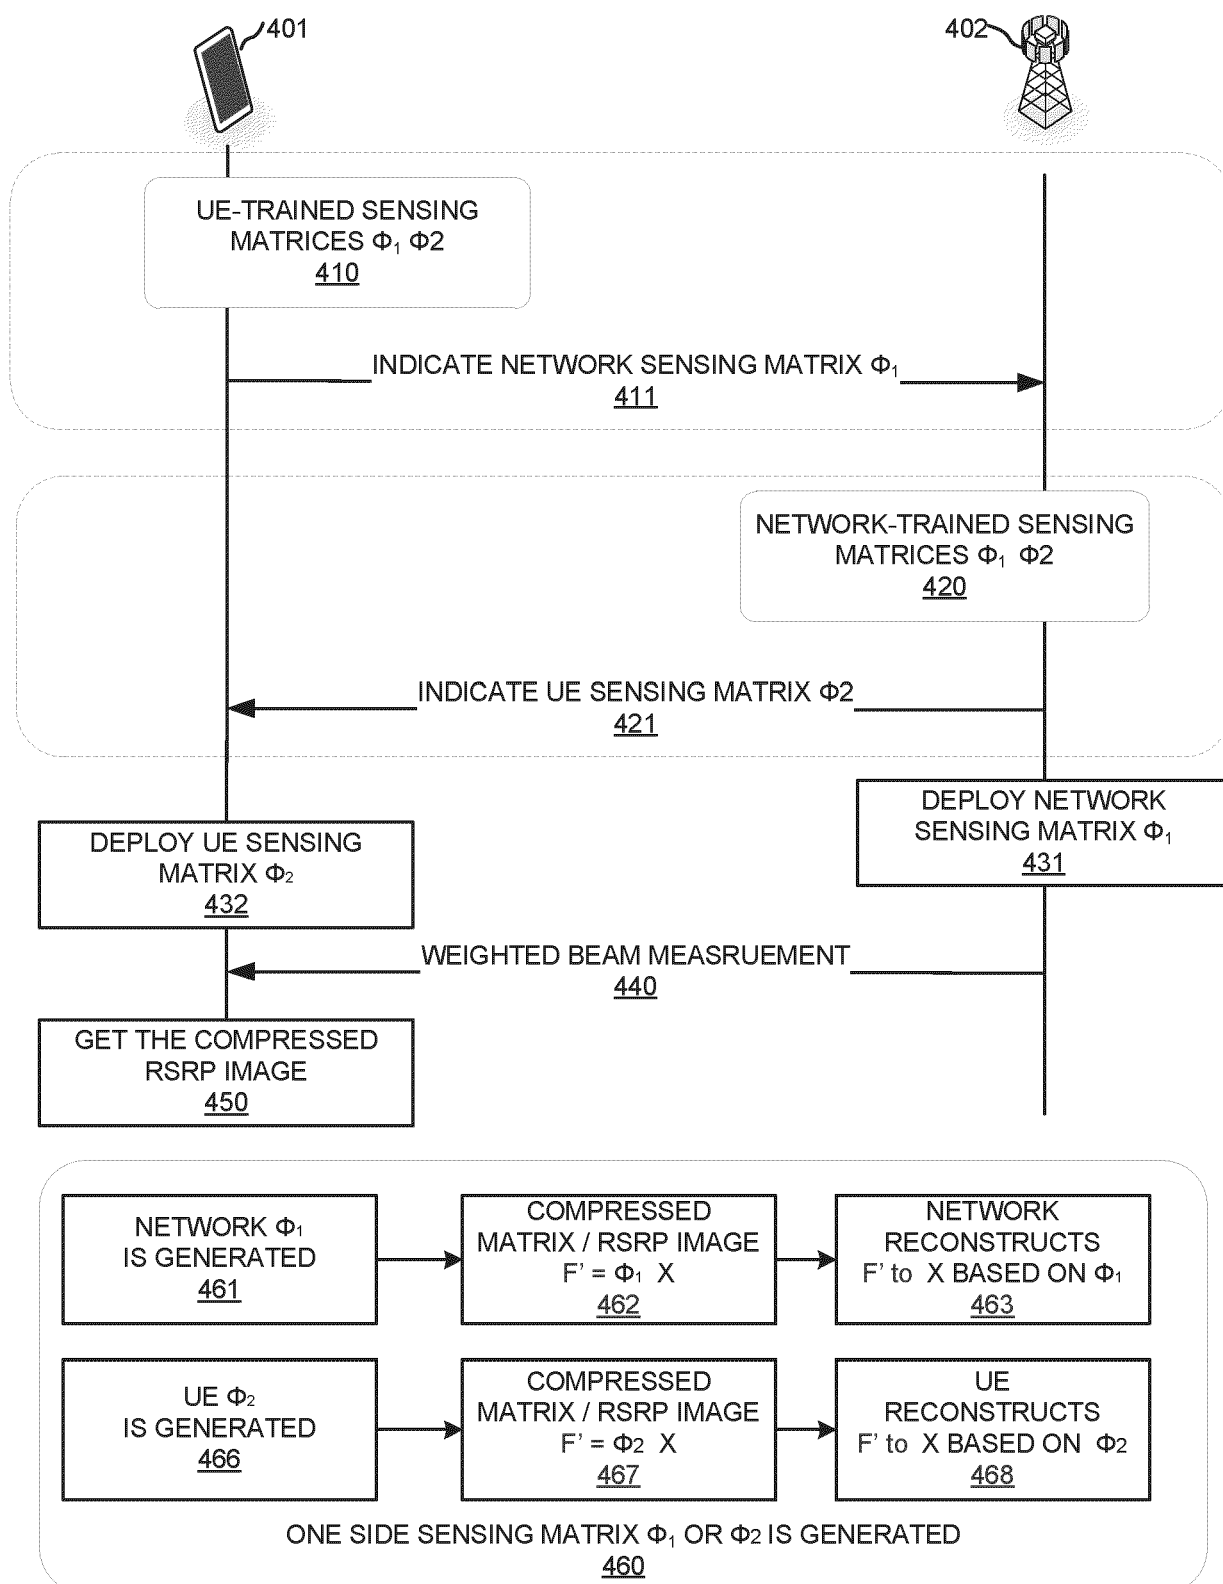 401
402
UE-TRAINED SENSING
MATRICES Φ₁ Φ2
410
INDICATE NETWORK SENSING MATRIX Φ₁
411
NETWORK-TRAINED SENSING
MATRICES Φ₁ Φ2
420
INDICATE UE SENSING MATRIX Φ2
421
DEPLOY NETWORK
SENSING MATRIX Φ₁
431
DEPLOY UE SENSING
MATRIX Φ₂
432
WEIGHTED BEAM MEASRUEMENT
440
GET THE COMPRESSED
RSRP IMAGE
450
NETWORK Φ₁
IS GENERATED
461
COMPRESSED
MATRIX / RSRP IMAGE
F' = Φ₁ X
462
NETWORK
RECONSTRUCTS
F' to X BASED ON Φ₁
463
UE Φ₂
IS GENERATED
466
COMPRESSED
MATRIX / RSRP IMAGE
F' = Φ₂ X
467
UE
RECONSTRUCTS
F' to X BASED ON Φ₂
468
ONE SIDE SENSING MATRIX Φ₁ OR Φ₂ IS GENERATED
460